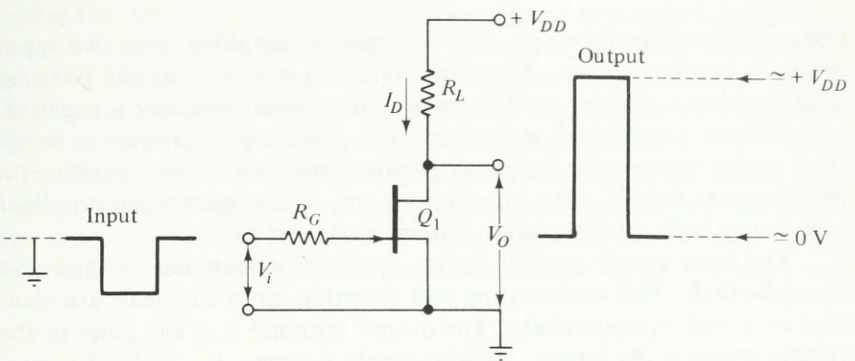 + V_DD
Output
I_D
R_L
≃ + V_DD
Input
R_G
Q_1
V_O
≃ 0 V
V_i